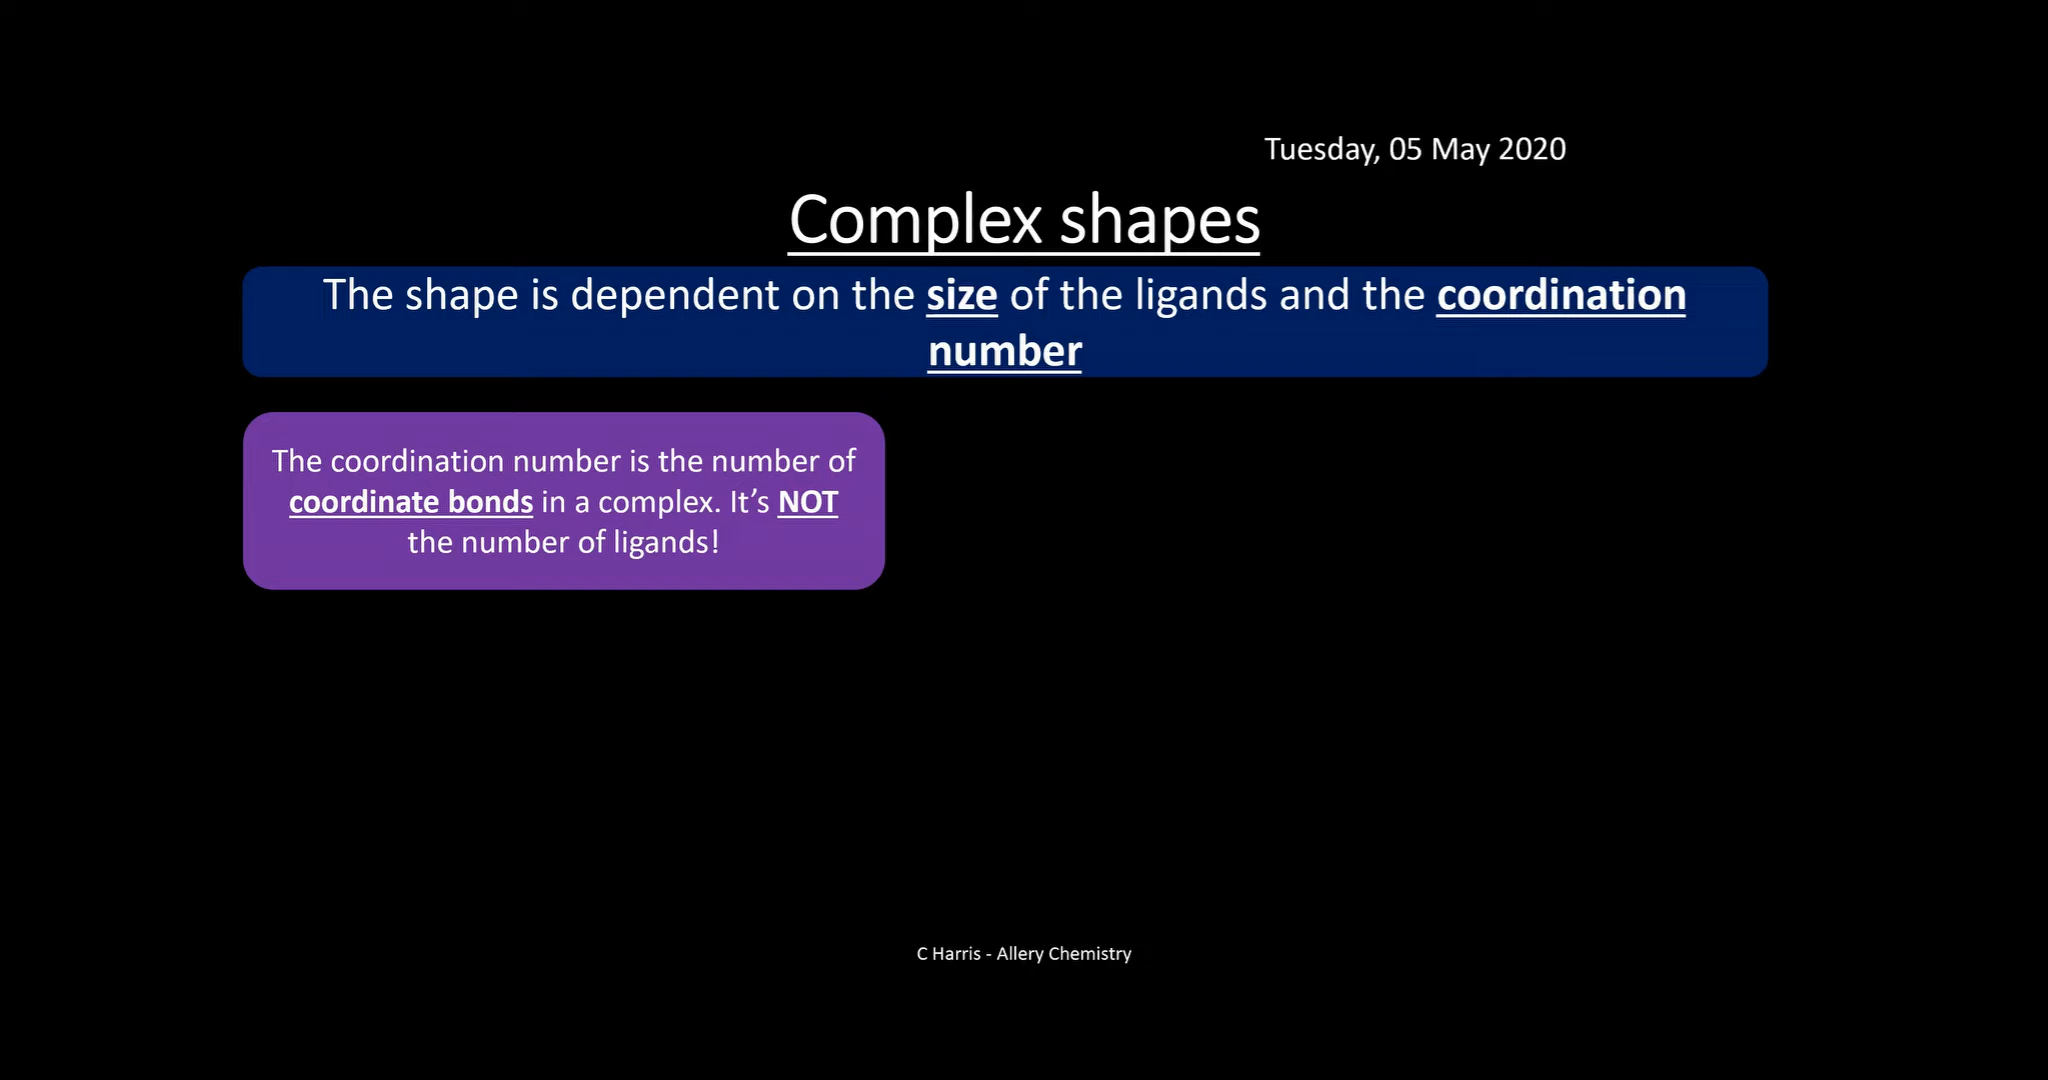 Tuesday, 05 May 2020
Complex shapes
The shape is dependent on the size of the ligands and the coordination
number
The coordination number is the number of
coordinate bonds in a complex. It’s NOT
the number of ligands!
C Harris - Allery Chemistry